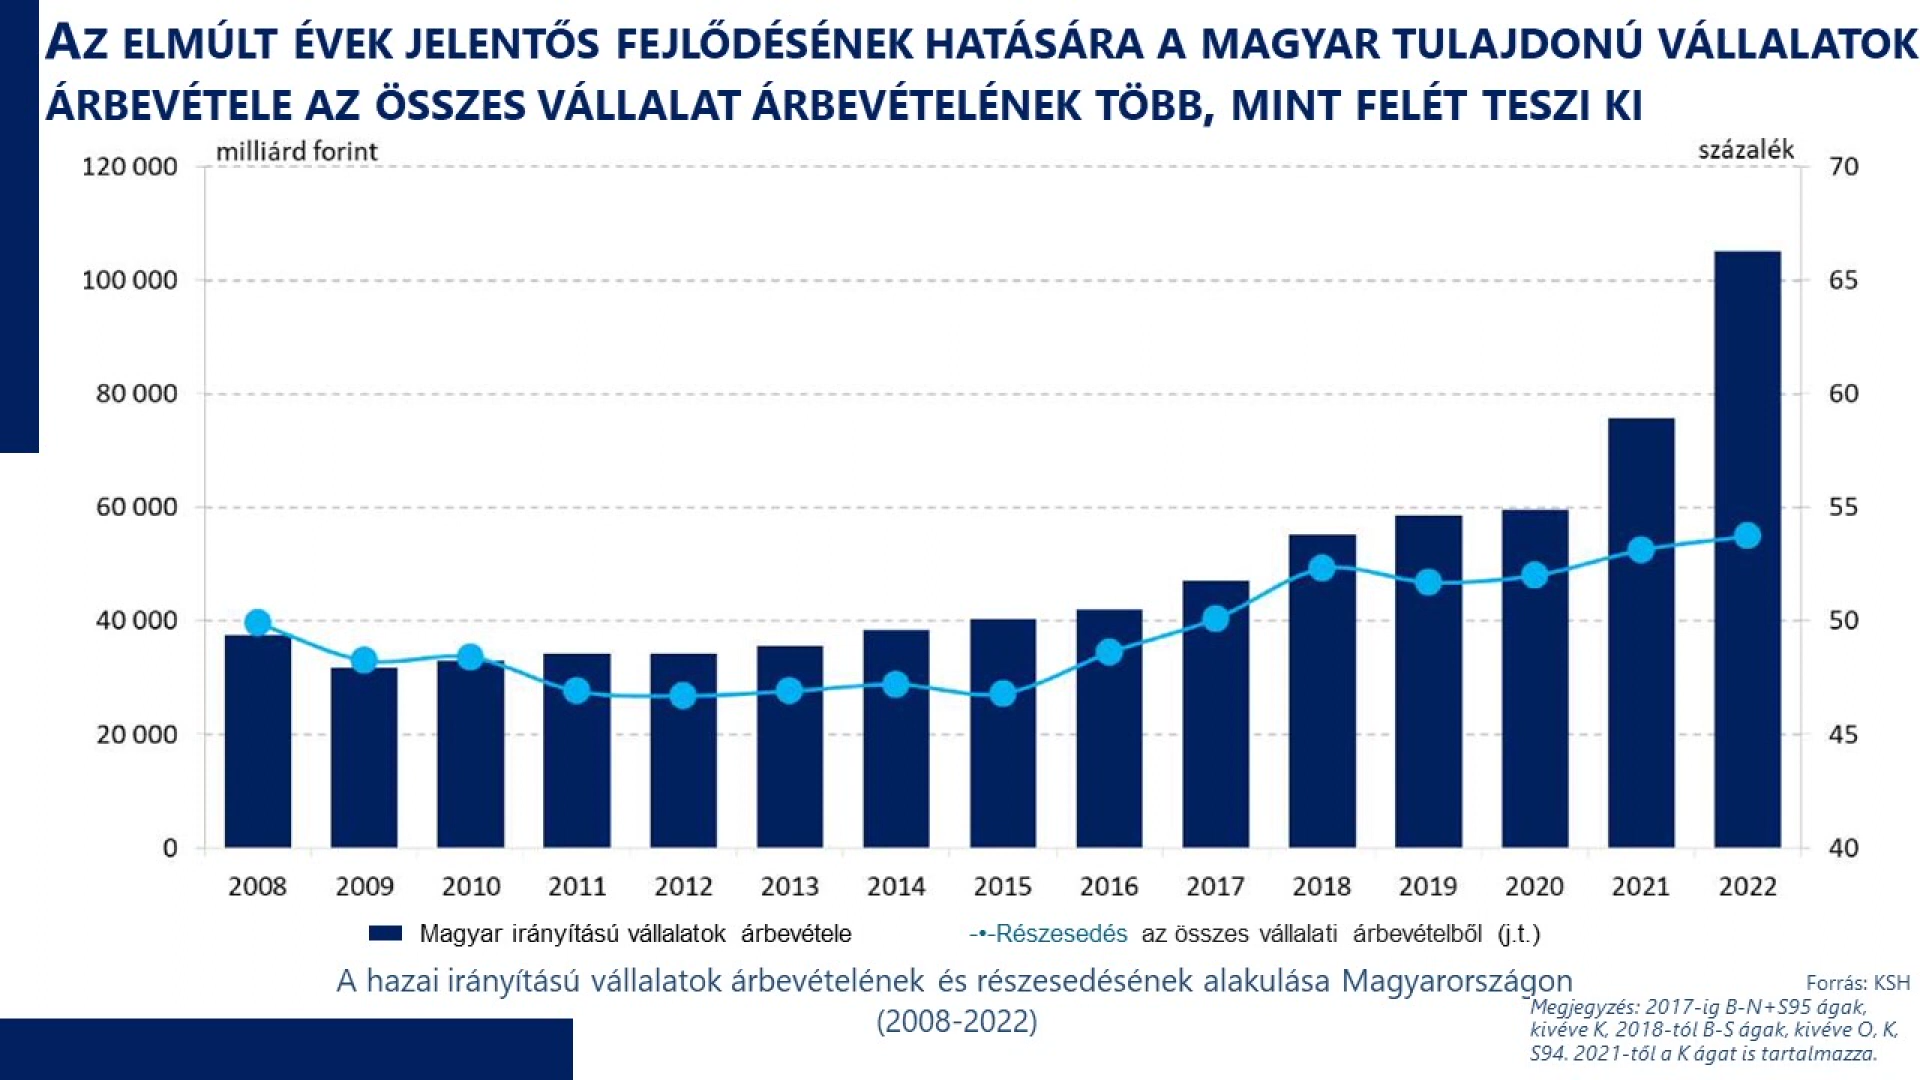 AZ ELMÚLT ÉVEK JELENTŐS FEJLŐDÉSÉNEK HATÁSÁRA A MAGYAR TULAJDONÚ VÁLLALATOK
ÁRBEVÉTELE AZ ÖSSZES VÁLLALAT ÁRBEVÉTELÉNEK TÖBB, MINT FELÉT TESZI KI
milliárd forint
százalék
120 000
100 000
80 000
60 000
40 000
20 000
0
70
65
60
55
50
45
40
2008 2009 2010 2011 2012 2013 2014 2015 2016 2017 2018 2019 2020 2021 2022
Magyar irányítású vállalatok árbevétele
-•-Részesedés az összes vállalati árbevételből (j.t.)
A hazai irányítású vállalatok árbevételének és részesedésének alakulása Magyarországon
(2008-2022)
Forrás: KSH
Megjegyzés: 2017-ig B-N+S95 ágak,
kivéve K, 2018-tól B-S ágak, kivéve O, K,
S94. 2021-től a K ágat is tartalmazza.